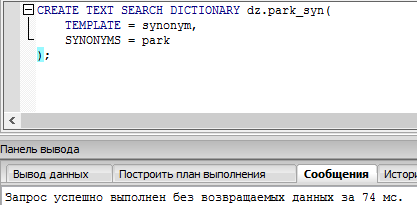 CREATE TEXT SEARCH DICTIONARY dz.park_syn(
TEMPLATE = synonym,
SYNONYMS = park
);
Панель вывода
Вывод данных Построить план выполнения Сообщения Истори
Запрос успешно выполнен без возвращаемых данных за 74 мс.